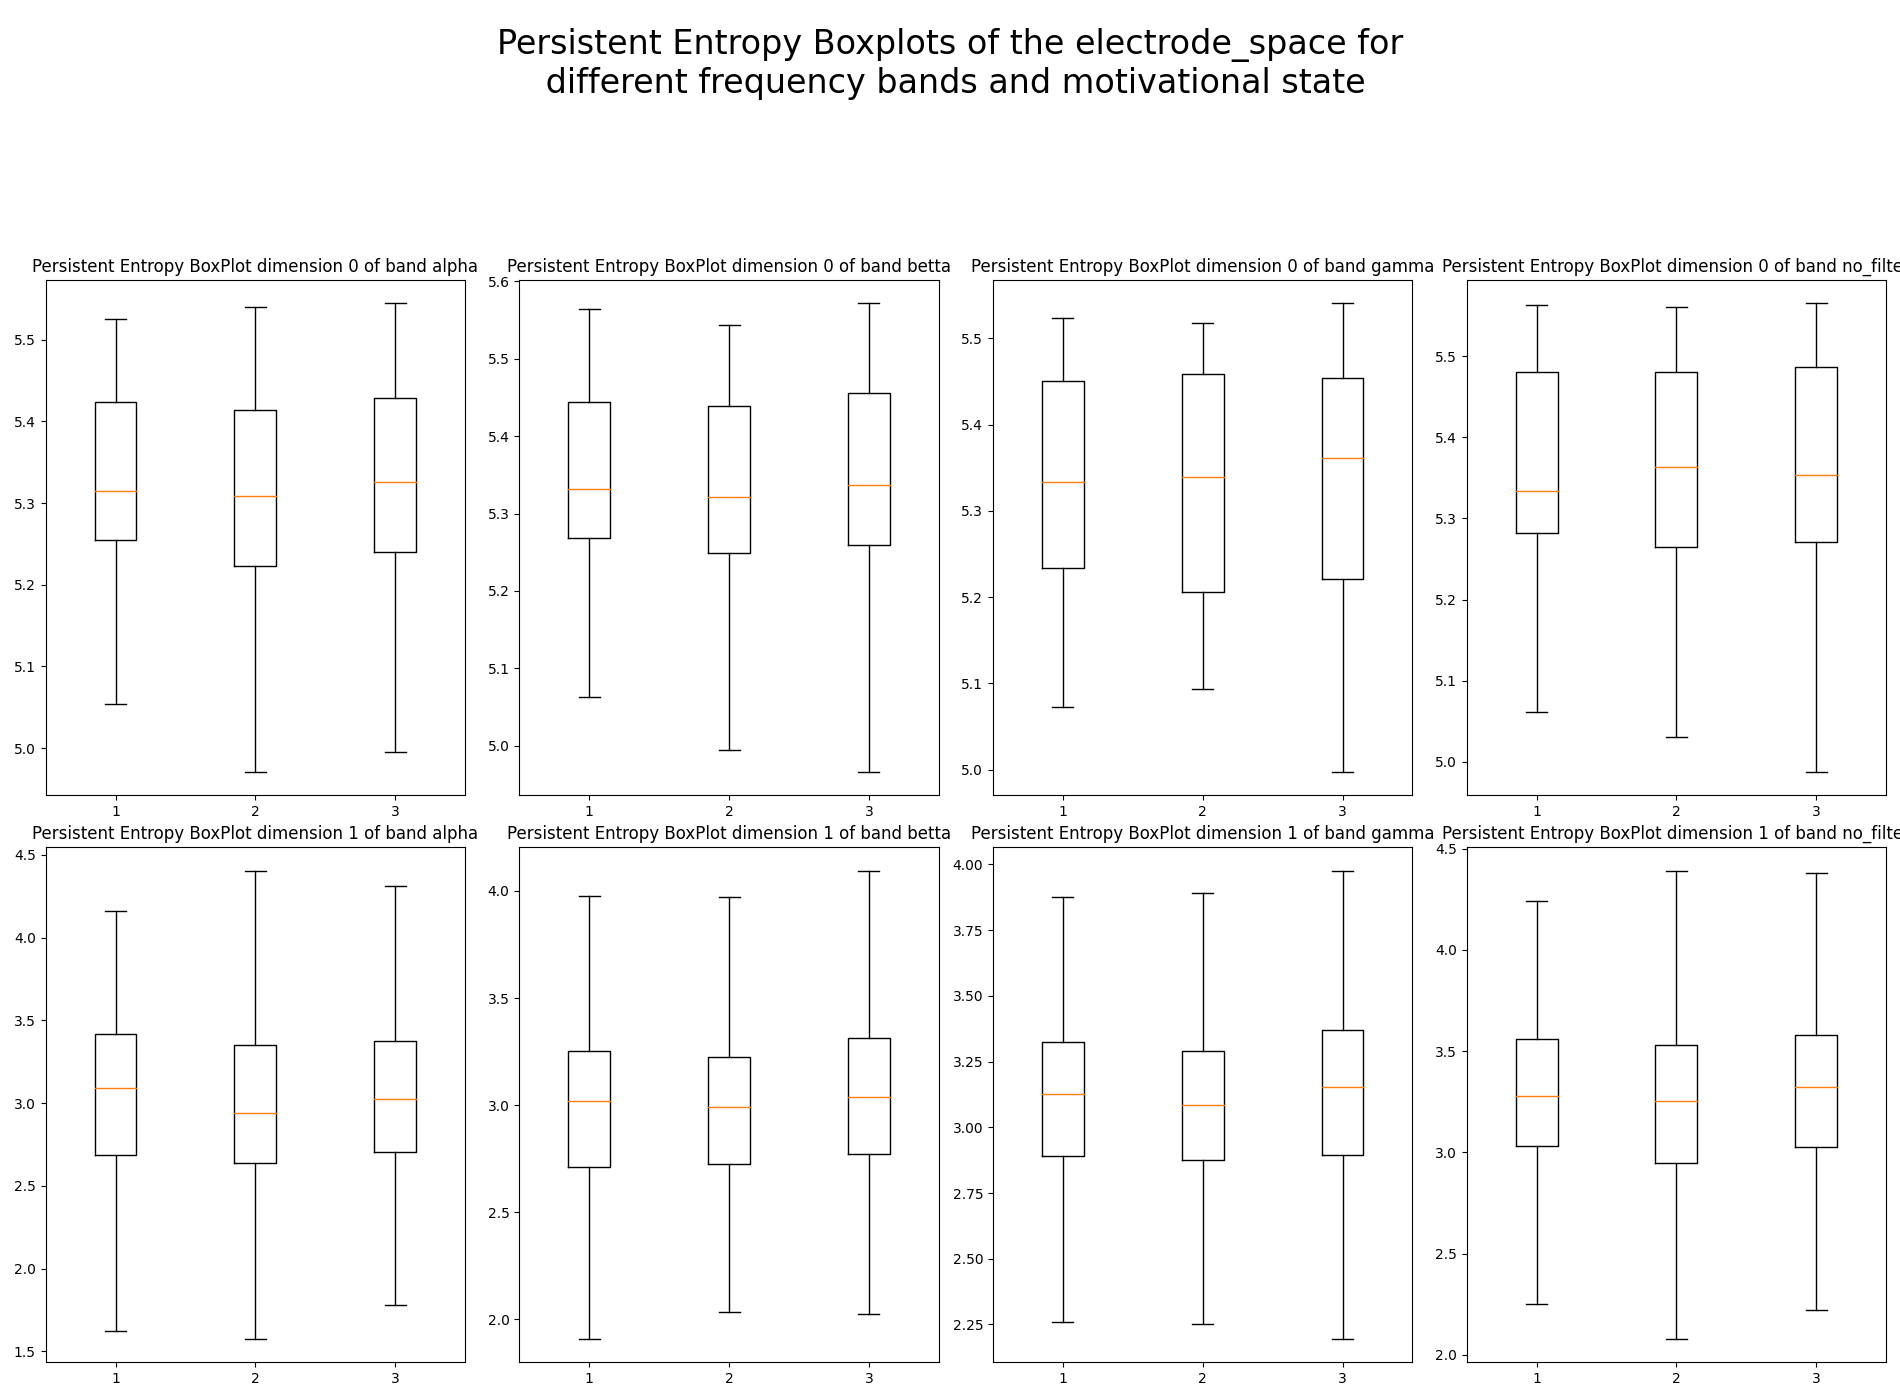 Persistent Entropy Boxplots of the electrode_space for
different frequency bands and motivational state
Persistent Entropy BoxPlot dimension 0 of band alpha
5.5
5.4
5.3
5.2
5.1
5.0
1 2 3
Persistent Entropy BoxPlot dimension 0 of band betta
5.6
5.5
5.4
5.3
5.2
5.1
5.0
1 2 3
Persistent Entropy BoxPlot dimension 0 of band gamma
5.5
5.4
5.3
5.2
5.1
5.0
1 2 3
Persistent Entropy BoxPlot dimension 0 of band no_filte
5.5
5.4
5.3
5.2
5.1
5.0
1 2 3
Persistent Entropy BoxPlot dimension 1 of band alpha
4.5
4.0
3.5
3.0
2.5
2.0
1.5
1 2 3
Persistent Entropy BoxPlot dimension 1 of band betta
4.0
3.5
3.0
2.5
2.0
1 2 3
Persistent Entropy BoxPlot dimension 1 of band gamma
4.00
3.75
3.50
3.25
3.00
2.75
2.50
2.25
1 2 3
Persistent Entropy BoxPlot dimension 1 of band no_filte
4.5
4.0
3.5
3.0
2.5
2.0
1 2 3